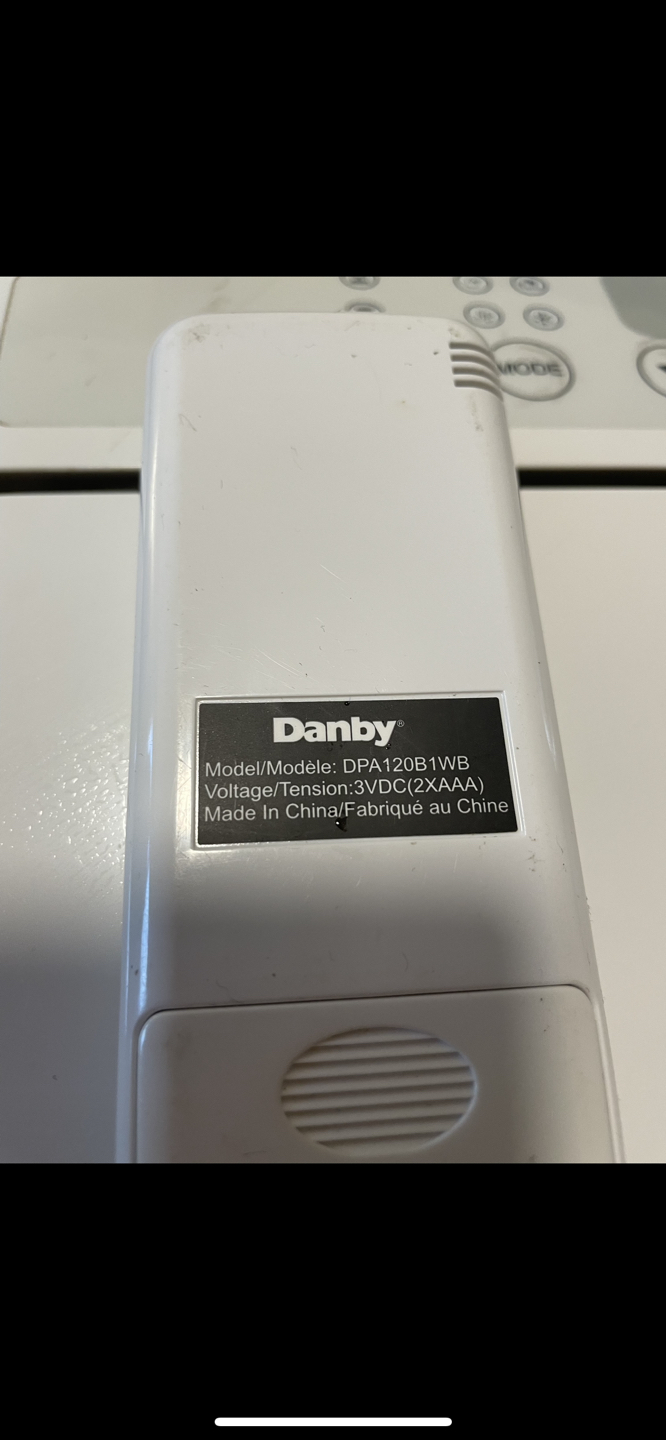 MODE
Danby®
Model/Modèle: DPA120B1WB
Voltage/Tension:3VDC(2XAAA)
Made In China/Fabriqué au Chine